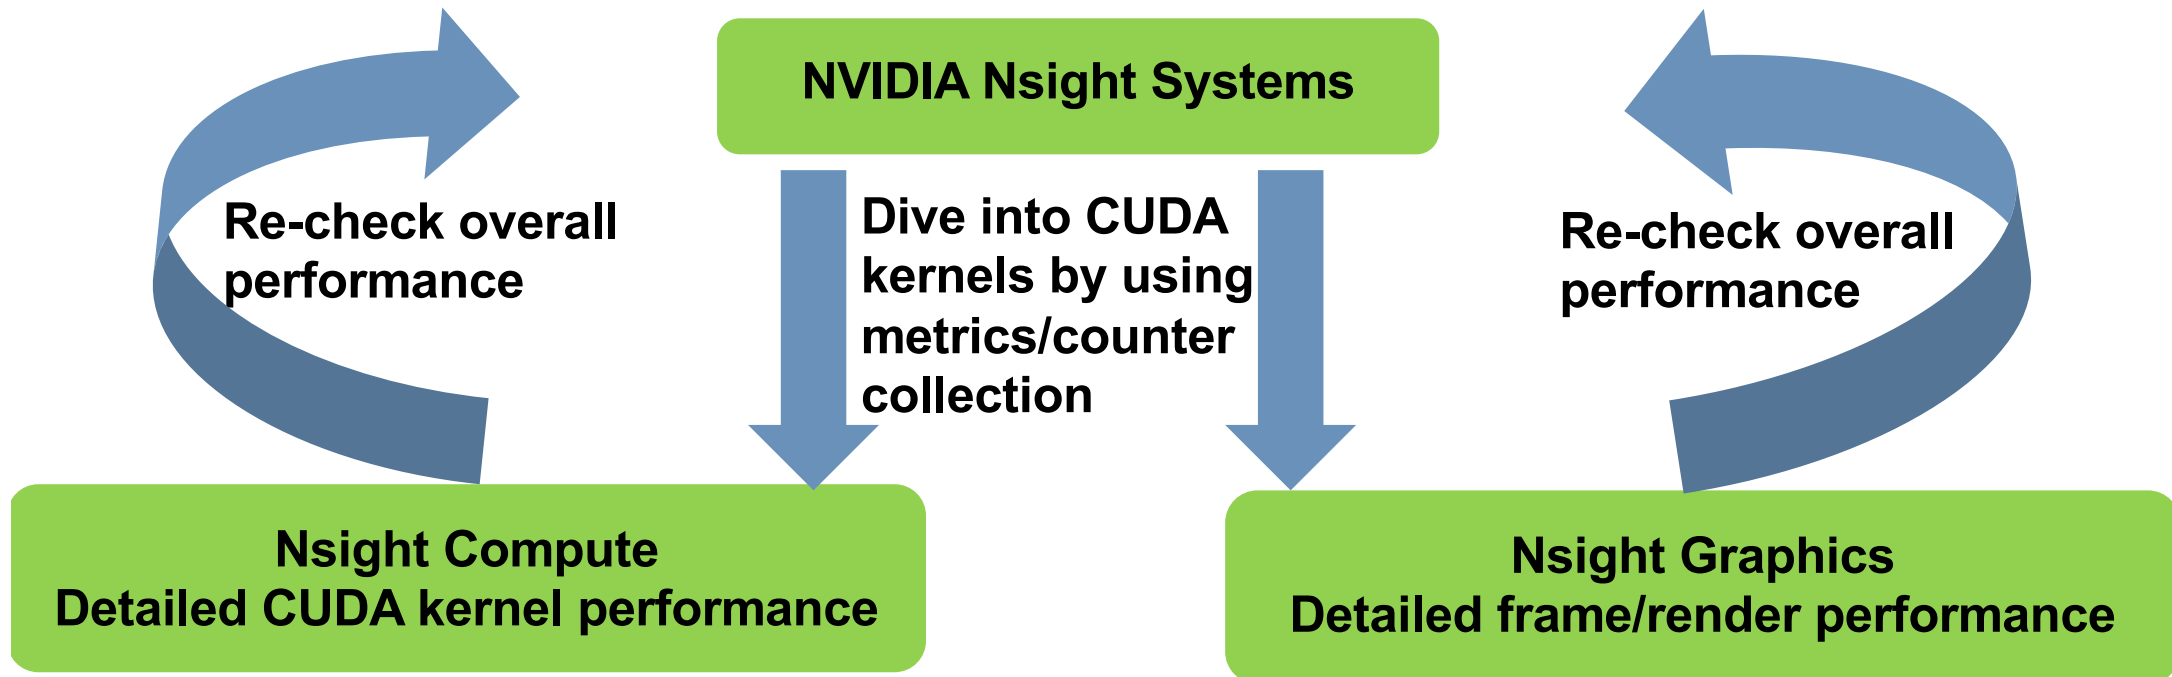 NVIDIA Nsight Systems
Re-check overall
performance
Dive into CUDA
kernels by using
metrics/counter
collection
Re-check overall
performance
Nsight Compute
Detailed CUDA kernel performance
Nsight Graphics
Detailed frame/render performance